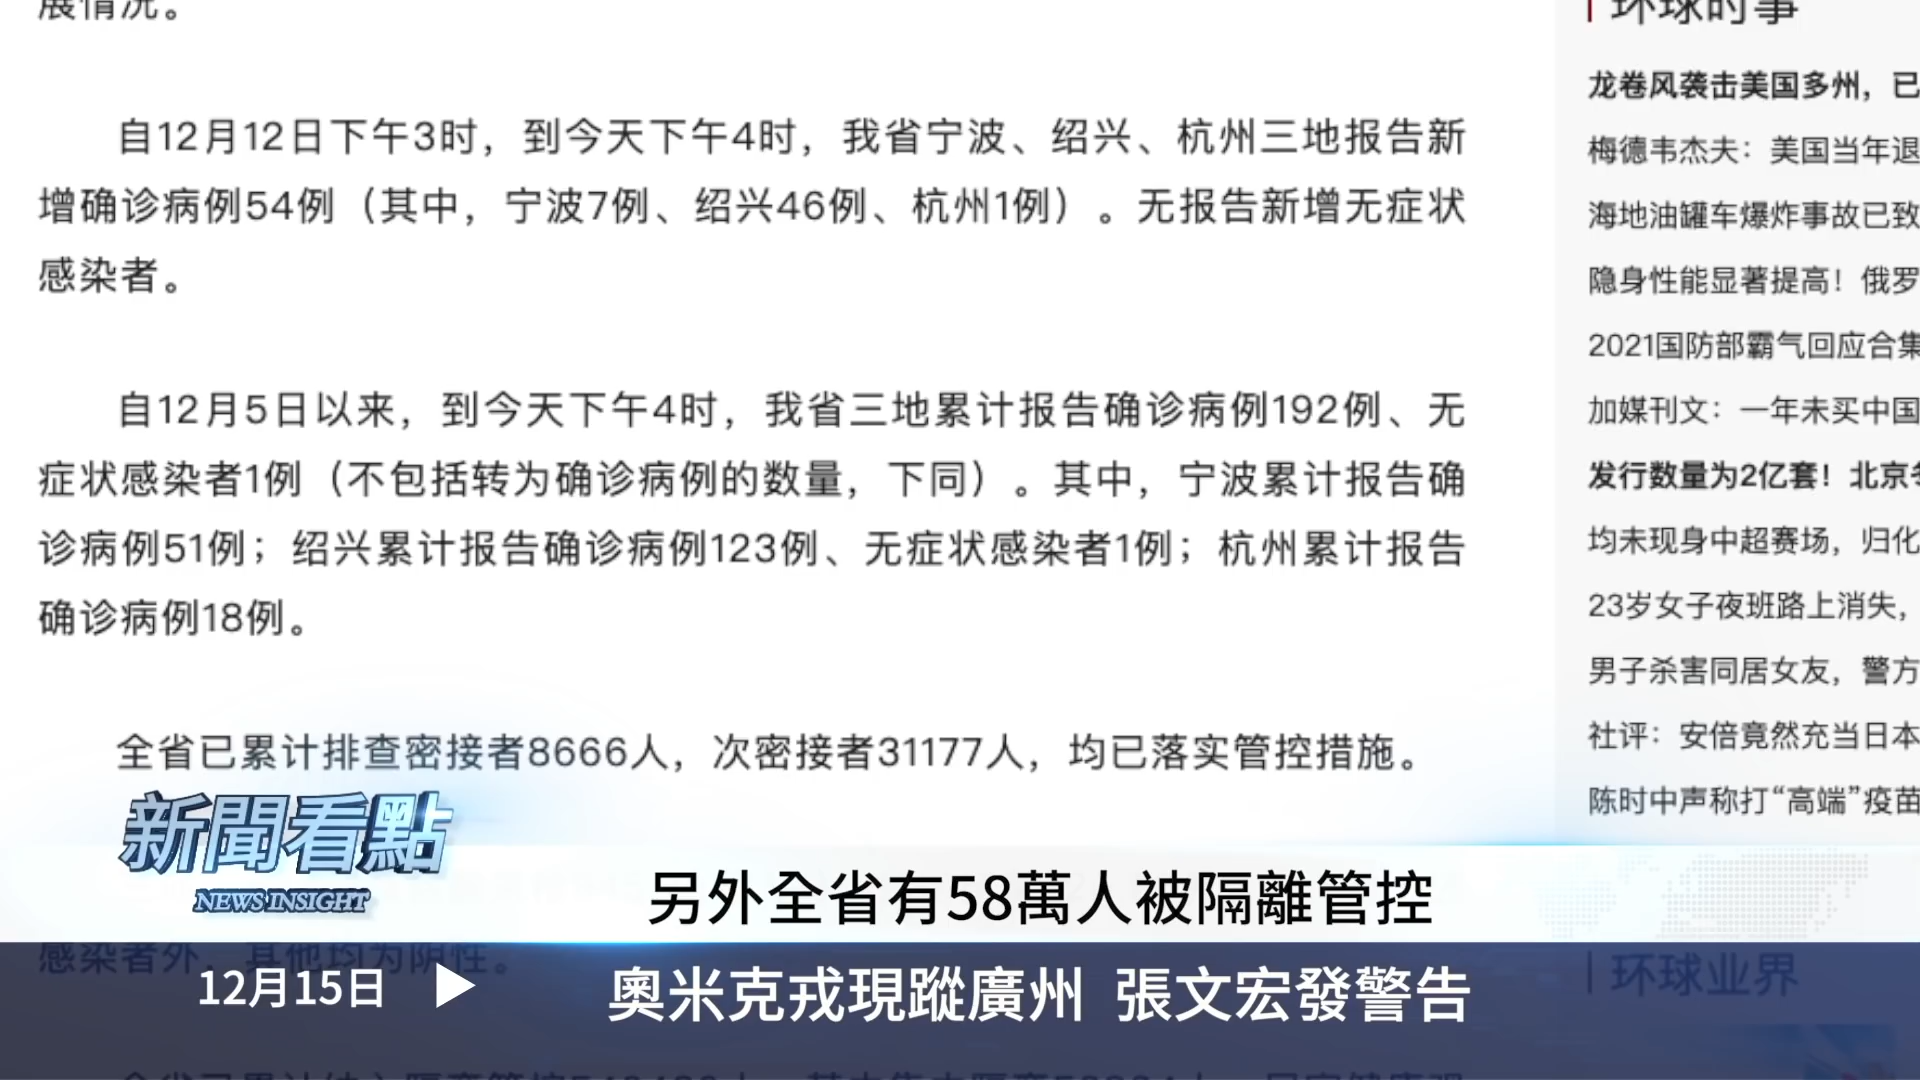 展情况。
自12月12日下午3时，到今天下午4时，我省宁波、绍兴、杭州三地报告新
增确诊病例54例（其中，宁波7例、绍兴46例、杭州1例）。无报告新增无症状
感染者。
自12月5日以来，到今天下午4时，我省三地累计报告确诊病例192例、无
症状感染者1例（不包括转为确诊病例的数量，下同）。其中，宁波累计报告确
诊病例51例；绍兴累计报告确诊病例123例、无症状感染者1例；杭州累计报告
确诊病例18例。
全省已累计排查密接者8666人，次密接者31177人，均已落实管控措施。
感染者外，其他均为阴性。
环球时事
龙卷风袭击美国多州，已
梅德韦杰夫：美国当年退
海地油罐车爆炸事故已致
隐身性能显著提高！俄罗
2021国防部霸气回应合集
加媒刊文：一年未买中国
发行数量为2亿套！北京冬
均未现身中超赛场，归化
23岁女子夜班路上消失，
男子杀害同居女友，警方
社评：安倍竟然充当日本
陈时中声称打“高端”疫苗
环球业界
新聞看點
NEWS INSIGHT
另外全省有58萬人被隔離管控
12月15日
奧米克戎現蹤廣州 張文宏發警告